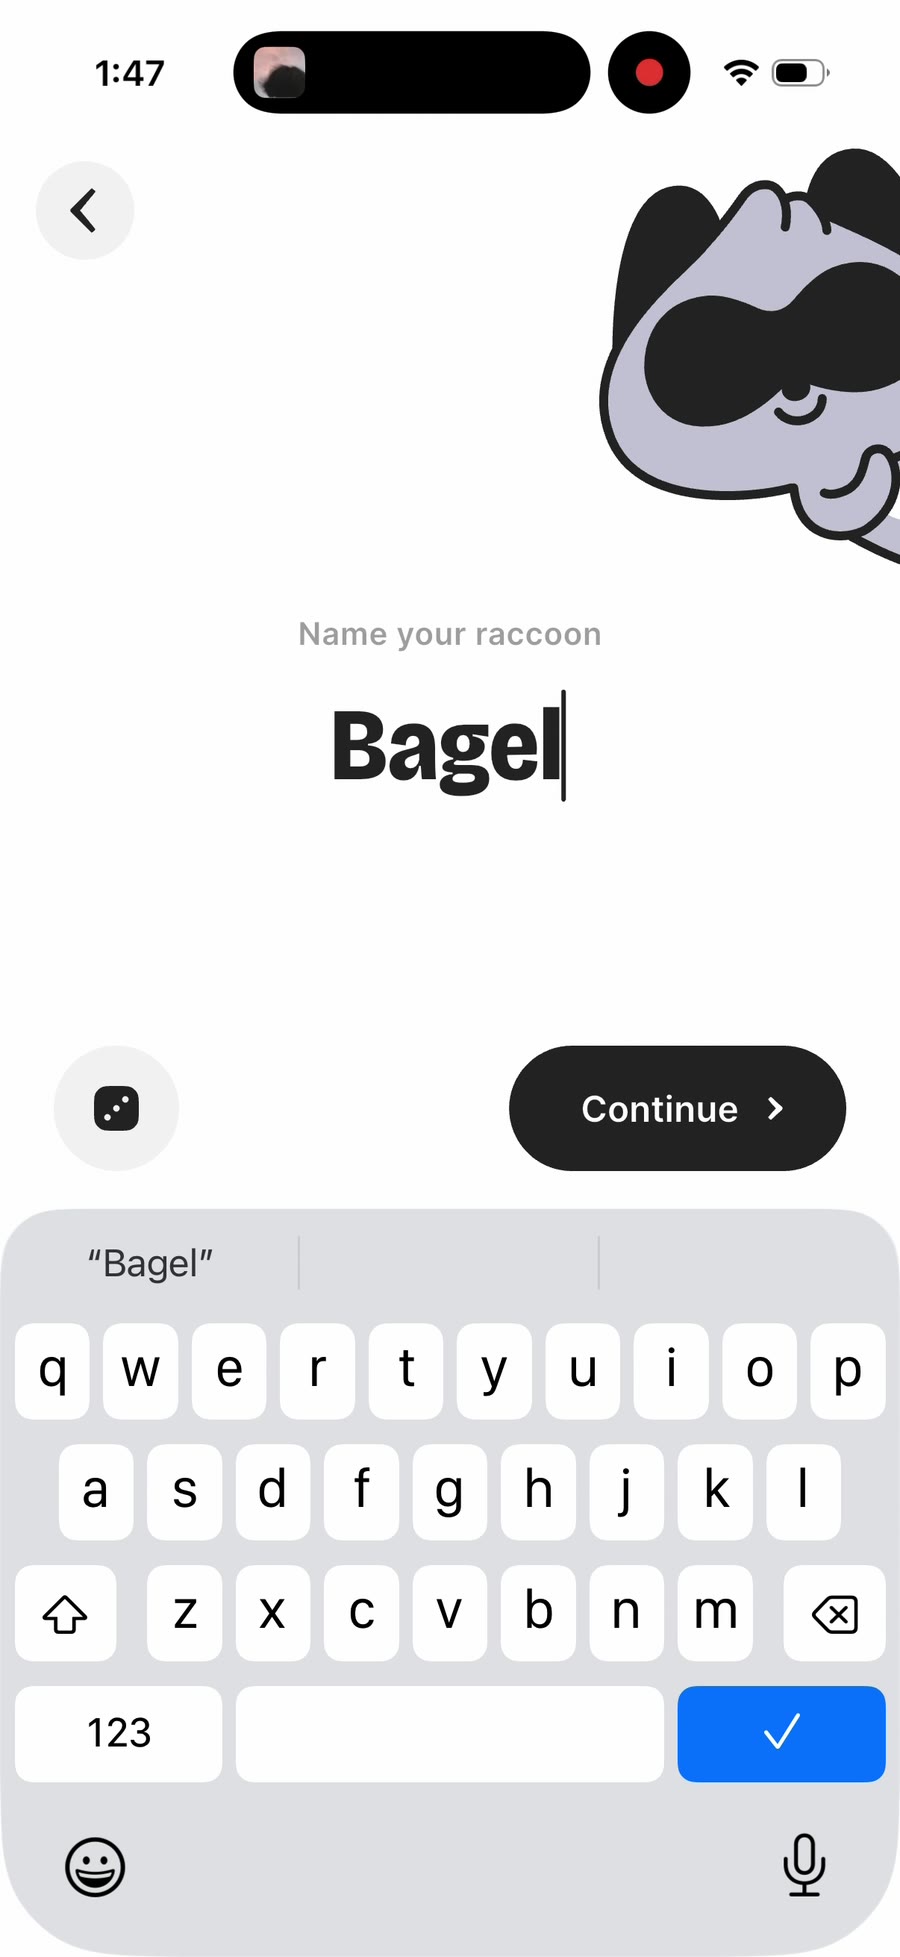 1:47
Name your raccoon
Bagel
Continue
“Bagel”
q w e r t y u i o p
a s d f g h j k l
z x c v b n m
123